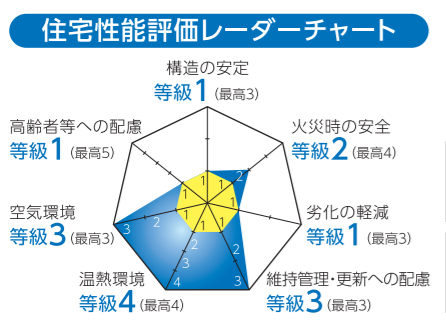 住宅性能評価レーダーチャート
構造の安定
等級1(最高3)
高齢者等への配慮
等級1(最高5)
火災時の安全
等級2(最高4)
空気環境
等級3(最高3)
劣化の軽減
等級1(最高3)
温熱環境
等級4(最高4)
維持管理・更新への配慮
等級3(最高3)
1
1 2
1
1 2 3
1
1 2 3 4
1 2 3